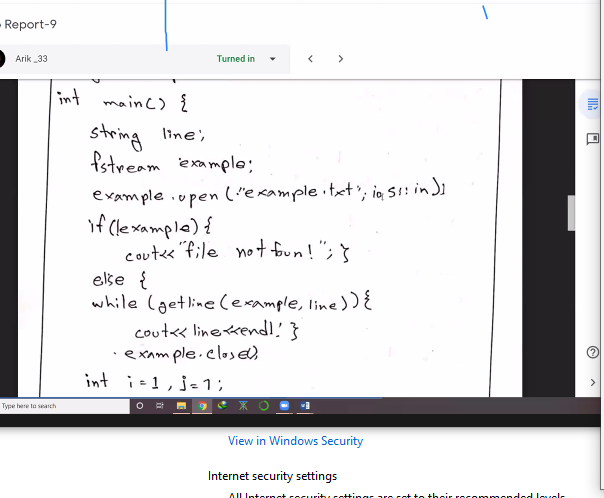 Report-9
Arik _33
Turned in
int main() {
string line;
fstream example;
example.open ("example.txt", ios::in);
if(!example) {
cout<< "file not fun!"; }
else {
while (getline(example, line)) {
cout<< line<<endl; }
example.close()
int i = 1, j = 1;
Type here to search
View in Windows Security
Internet security settings
All Internet security settings are set to their recommended levels